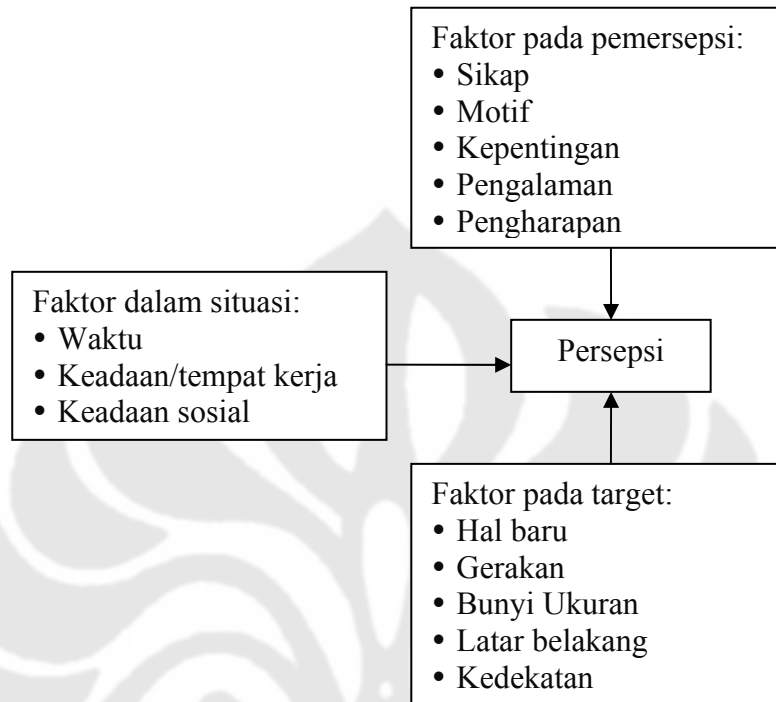 Faktor pada pemersepsi:
• Sikap
• Motif
• Kepentingan
• Pengalaman
• Pengharapan
Faktor dalam situasi:
• Waktu
• Keadaan/tempat kerja
• Keadaan sosial
Persepsi
Faktor pada target:
• Hal baru
• Gerakan
• Bunyi Ukuran
• Latar belakang
• Kedekatan